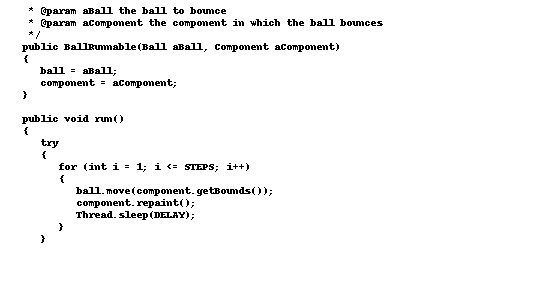 * @param aBall the ball to bounce
 * @param aComponent the component in which the ball bounces
 */
public BallRunnable(Ball aBall, Component aComponent)
{
   ball = aBall;
   component = aComponent;
}

public void run()
{
   try
   {
      for (int i = 1; i <= STEPS; i++)
      {
         ball.move(component.getBounds());
         component.repaint();
         Thread.sleep(DELAY);
      }
   }